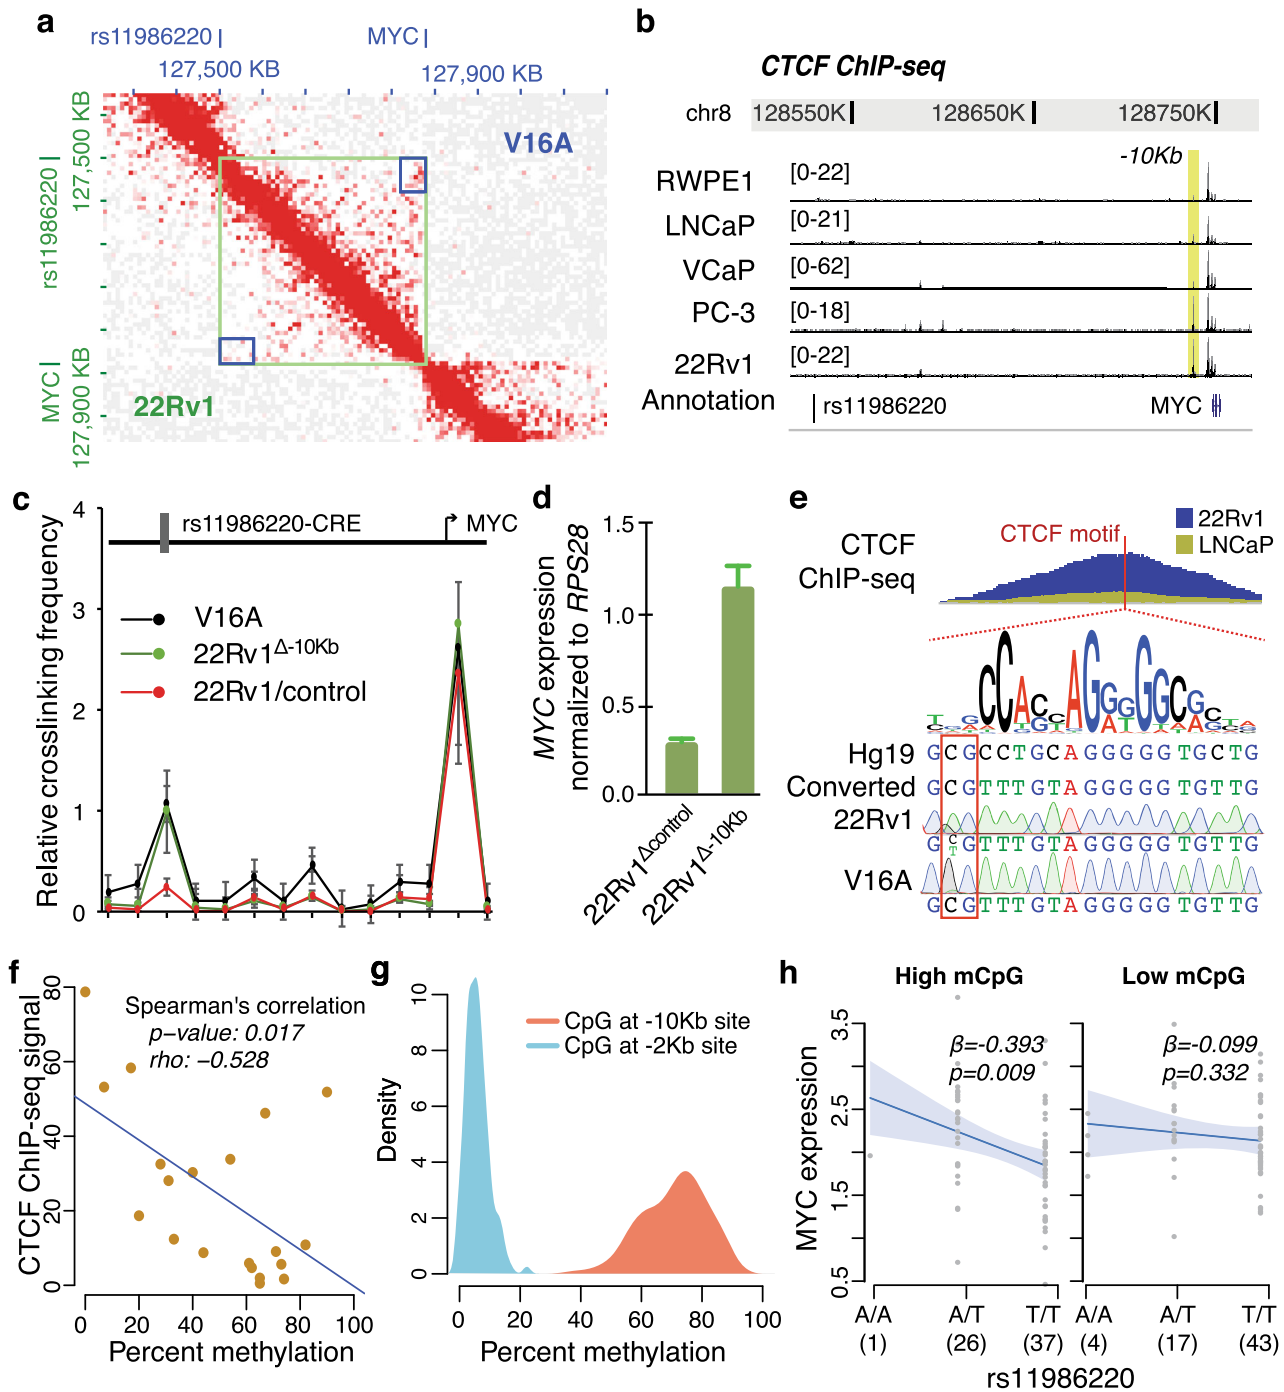 a
rs11986220
MYC
127,500 KB
127,900 KB
127,500 KB
rs11986220
MYC
127,900 KB
V16A
22Rv1
b
CTCF ChIP-seq
chr8
128550K
128650K
128750K
-10Kb
RWPE1
[0-22]
LNCaP
[0-21]
VCaP
[0-62]
PC-3
[0-18]
22Rv1
[0-22]
Annotation
rs11986220
MYC
c
Relative crosslinking frequency
4
3
2
1
0
rs11986220-CRE
MYC
V16A
22Rv1Δ-10Kb
22Rv1/control
d
MYC expression
normalized to RPS28
1.5
1.0
0.5
0.0
22Rv1Δcontrol
22Rv1Δ-10Kb
e
CTCF
ChIP-seq
CTCF motif
22Rv1
LNCaP
Hg19
G C G C C T G C A G G G G G T G C T G
Converted
G C G T T T G T A G G G G G T G T T G
22Rv1
G C T G T T T G T A G G G G G T G T T G
V16A
G C G T T T G T A G G G G G T G T T G
f
CTCF ChIP-seq signal
80
60
40
20
0
Spearman's correlation
p−value: 0.017
rho: −0.528
0 20 40 60 80 100
Percent methylation
g
Density
10
8
6
4
2
0
CpG at -10Kb site
CpG at -2Kb site
0 20 40 60 80 100
Percent methylation
h
High mCpG
Low mCpG
MYC expression
3.5
2.5
1.5
0.5
β=-0.393
p=0.009
β=-0.099
p=0.332
A/A A/T T/T A/A A/T T/T
(1) (26) (37) (4) (17) (43)
rs11986220